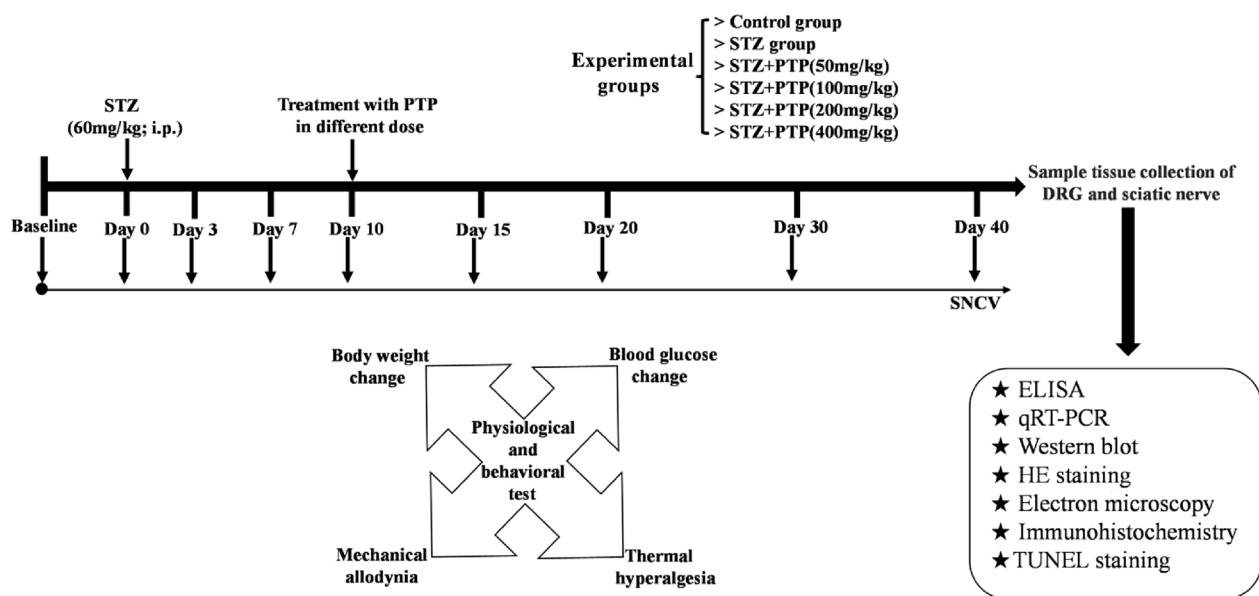 > Control group
> STZ group
Experimental groups
> STZ+PTP(50mg/kg)
> STZ+PTP(100mg/kg)
> STZ+PTP(200mg/kg)
> STZ+PTP(400mg/kg)
STZ
(60mg/kg; i.p.)
Treatment with PTP
in different dose
Baseline
Day 0
Day 3
Day 7
Day 10
Day 15
Day 20
Day 30
Day 40
SNCV
Sample tissue collection of
DRG and sciatic nerve
Body weight
change
Blood glucose
change
Physiological
and
behavioral
test
Mechanical
allodynia
Thermal
hyperalgesia
★ ELISA
★ qRT-PCR
★ Western blot
★ HE staining
★ Electron microscopy
★ Immunohistochemistry
★ TUNEL staining